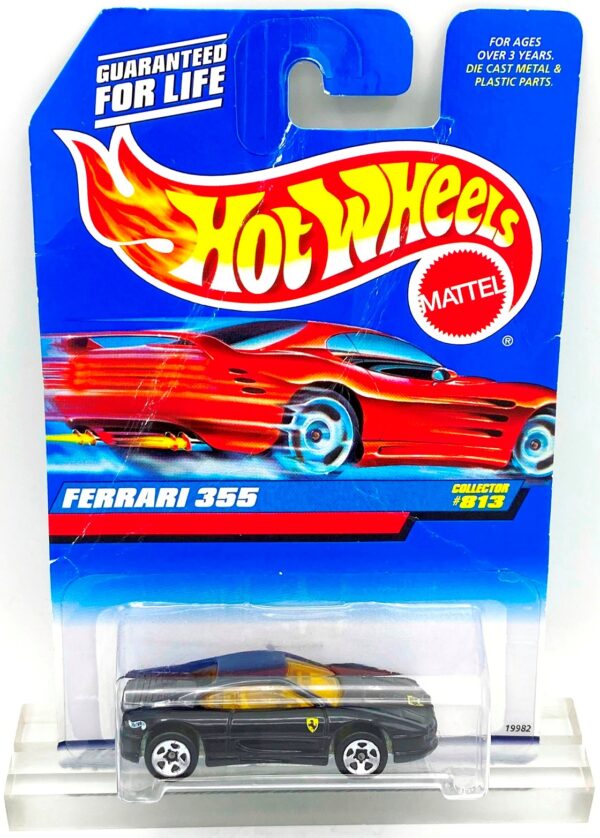 GUARANTEED
FOR LIFE
FOR AGES
OVER 3 YEARS.
DIE CAST METAL &
PLASTIC PARTS.
HOT WHEELS
MATTEL
®
FERRARI 355
COLLECTOR
#813
19982